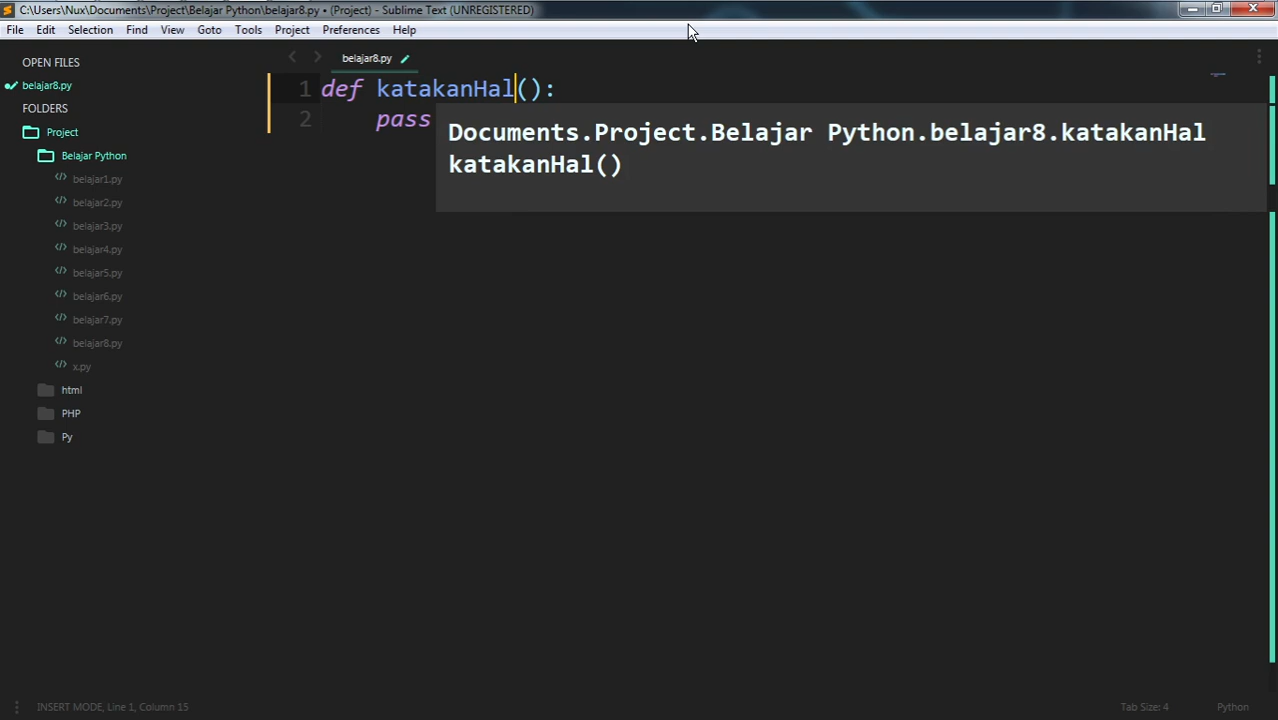 C:\Users\Nux\Documents\Project\Belajar Python\belajar8.py • (Project) - Sublime Text (UNREGISTERED)
File Edit Selection Find View Goto Tools Project Preferences Help
OPEN FILES
belajar8.py
FOLDERS
Project
Belajar Python
belajar1.py
belajar2.py
belajar3.py
belajar4.py
belajar5.py
belajar6.py
belajar7.py
belajar8.py
x.py
html
PHP
Py
belajar8.py
1 def katakanHal():
2 pass
Documents.Project.Belajar Python.belajar8.katakanHal
katakanHal()
INSERT MODE, Line 1, Column 15
Tab Size: 4
Python